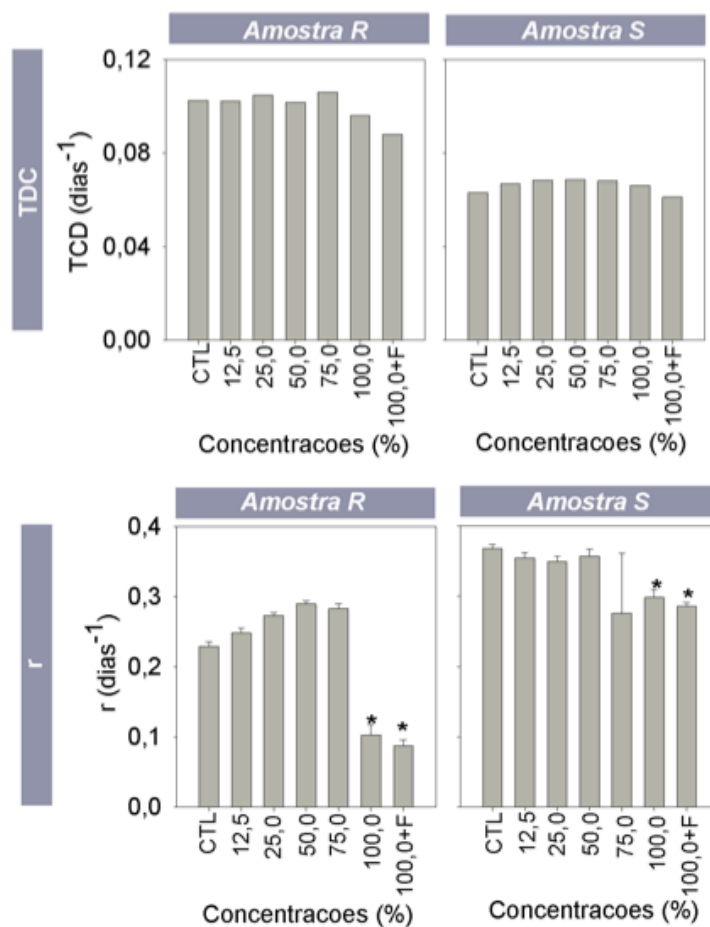 Amostra R
Amostra S
TDC
TCD (dias-1)
0,12
0,08
0,04
0,00
CTL
12,5
25,0
50,0
75,0
100,0
100,0+F
CTL
12,5
25,0
50,0
75,0
100,0
100,0+F
Concentracoes (%)
Concentracoes (%)
Amostra R
Amostra S
r
r (dias-1)
0,4
0,3
0,2
0,1
0,0
*
*
*
*
CTL
12,5
25,0
50,0
75,0
100,0
100,0+F
CTL
12,5
25,0
50,0
75,0
100,0
100,0+F
Concentracoes (%)
Concentracoes (%)